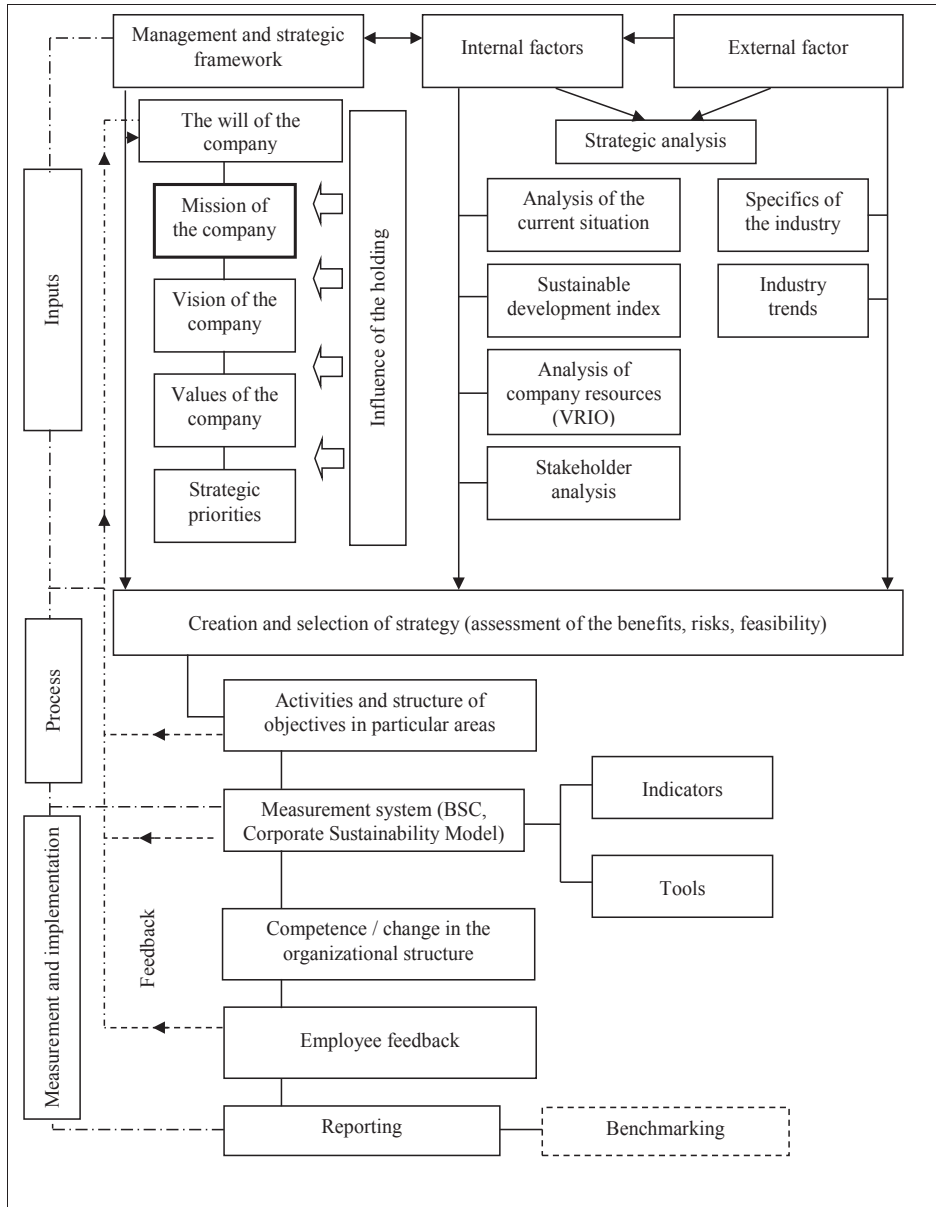 Management and strategic
framework
Internal factors
External factor
The will of the
company
Strategic analysis
Mission of
the company
Analysis of the
current situation
Specifics of
the industry
Inputs
Influence of the holding
Vision of the
company
Sustainable
development index
Industry
trends
Values of the
company
Analysis of
company resources
(VRIO)
Strategic
priorities
Stakeholder
analysis
Creation and selection of strategy (assessment of the benefits, risks, feasibility)
Process
Activities and structure of
objectives in particular areas
Measurement system (BSC,
Corporate Sustainability Model)
Indicators
Tools
Measurement and implementation
Feedback
Competence / change in the
organizational structure
Employee feedback
Reporting
Benchmarking